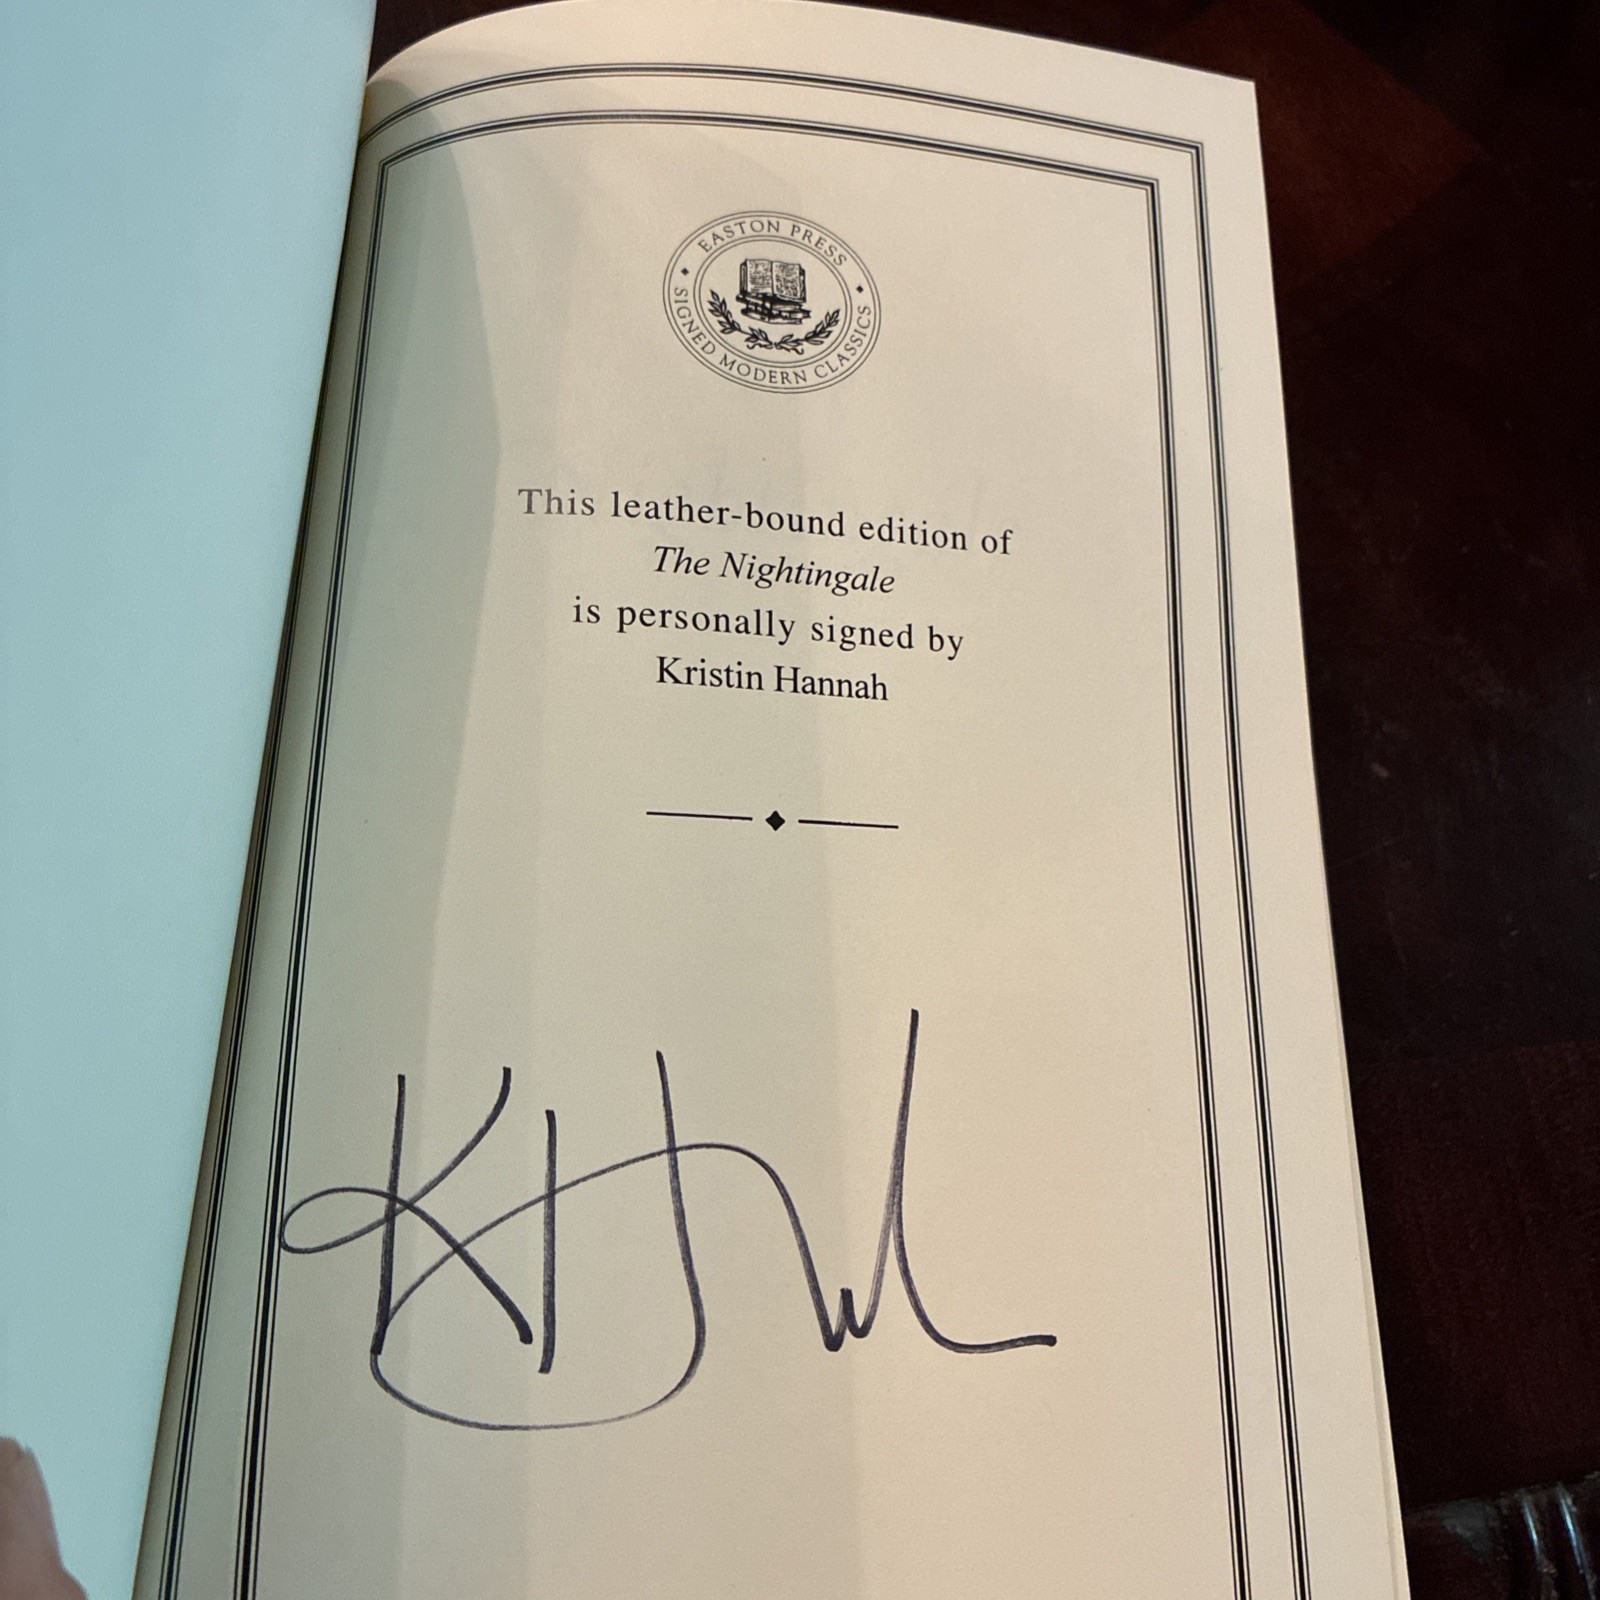 EASTON PRESS
SIGNED MODERN CLASSICS
This leather-bound edition of
The Nightingale
is personally signed by
Kristin Hannah